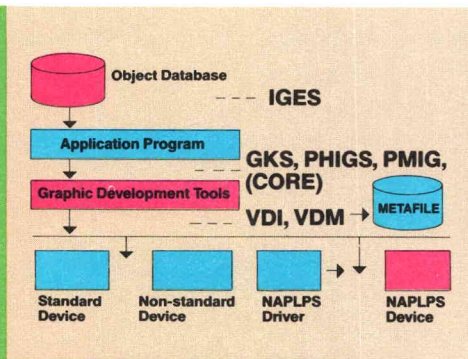 Object Database
IGES
Application Program
GKS, PHIGS, PMIG,
(CORE)
Graphic Development Tools
VDI, VDM
METAFILE
Standard
Device
Non-standard
Device
NAPLPS
Driver
NAPLPS
Device